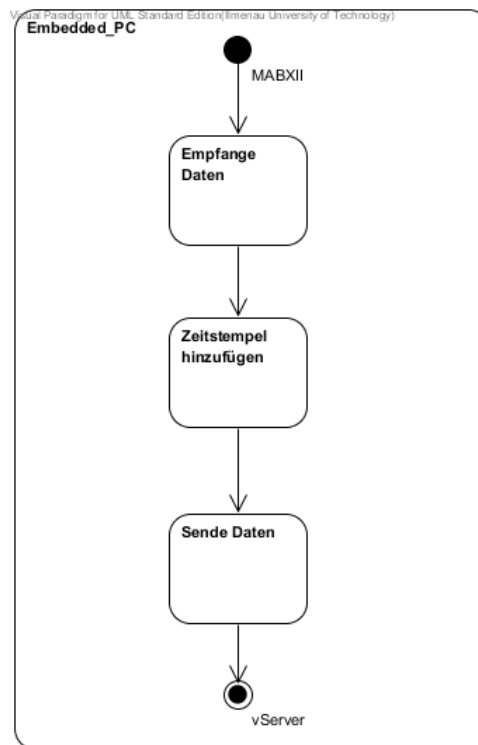 Visual Paradigm for UML Standard Edition(Ilmenau University of Technology)
Embedded_PC
MABXII
Empfange
Daten
Zeitstempel
hinzufügen
Sende Daten
vServer